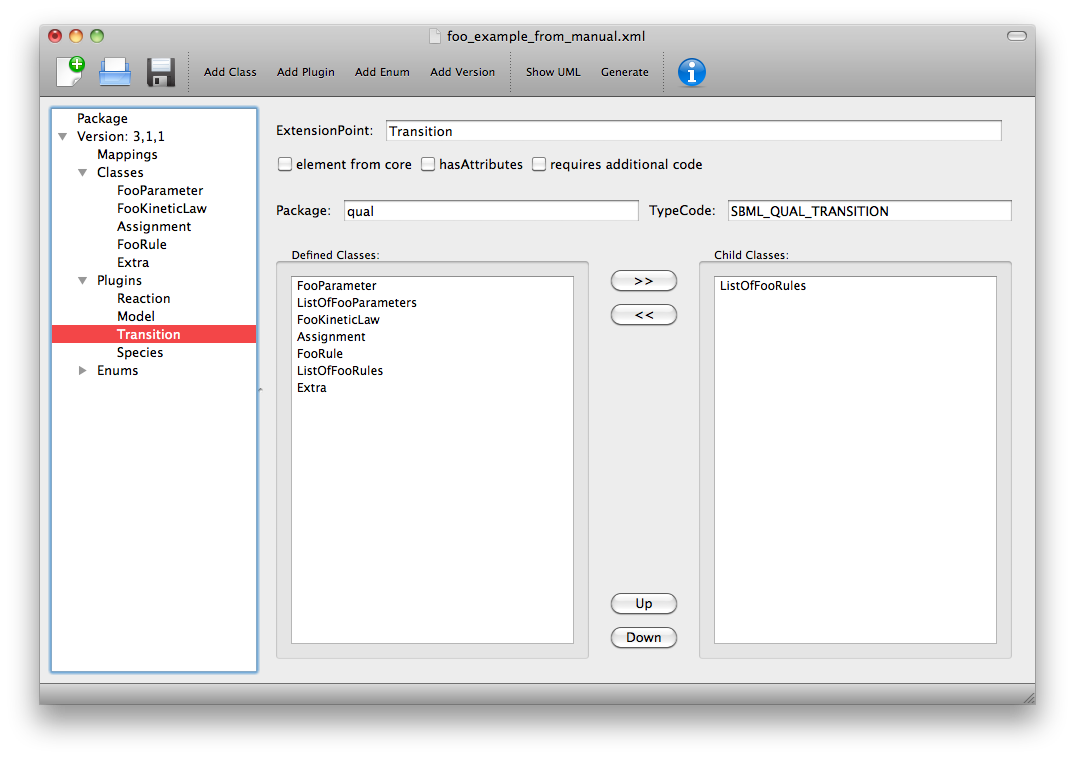 foo_example_from_manual.xml
Add Class Add Plugin Add Enum Add Version Show UML Generate
Package
Version: 3,1,1
Mappings
Classes
FooParameter
FooKineticLaw
Assignment
FooRule
Extra
Plugins
Reaction
Model
Transition
Species
Enums
ExtensionPoint: Transition
element from core hasAttributes requires additional code
Package: qual TypeCode: SBML_QUAL_TRANSITION
Defined Classes:
FooParameter
ListOfFooParameters
FooKineticLaw
Assignment
FooRule
ListOfFooRules
Extra
>>
<<
Up
Down
Child Classes:
ListOfFooRules